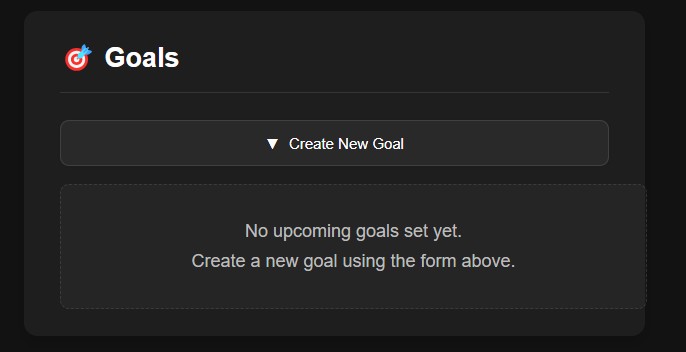 🎯 Goals
▼ Create New Goal
No upcoming goals set yet.
Create a new goal using the form above.